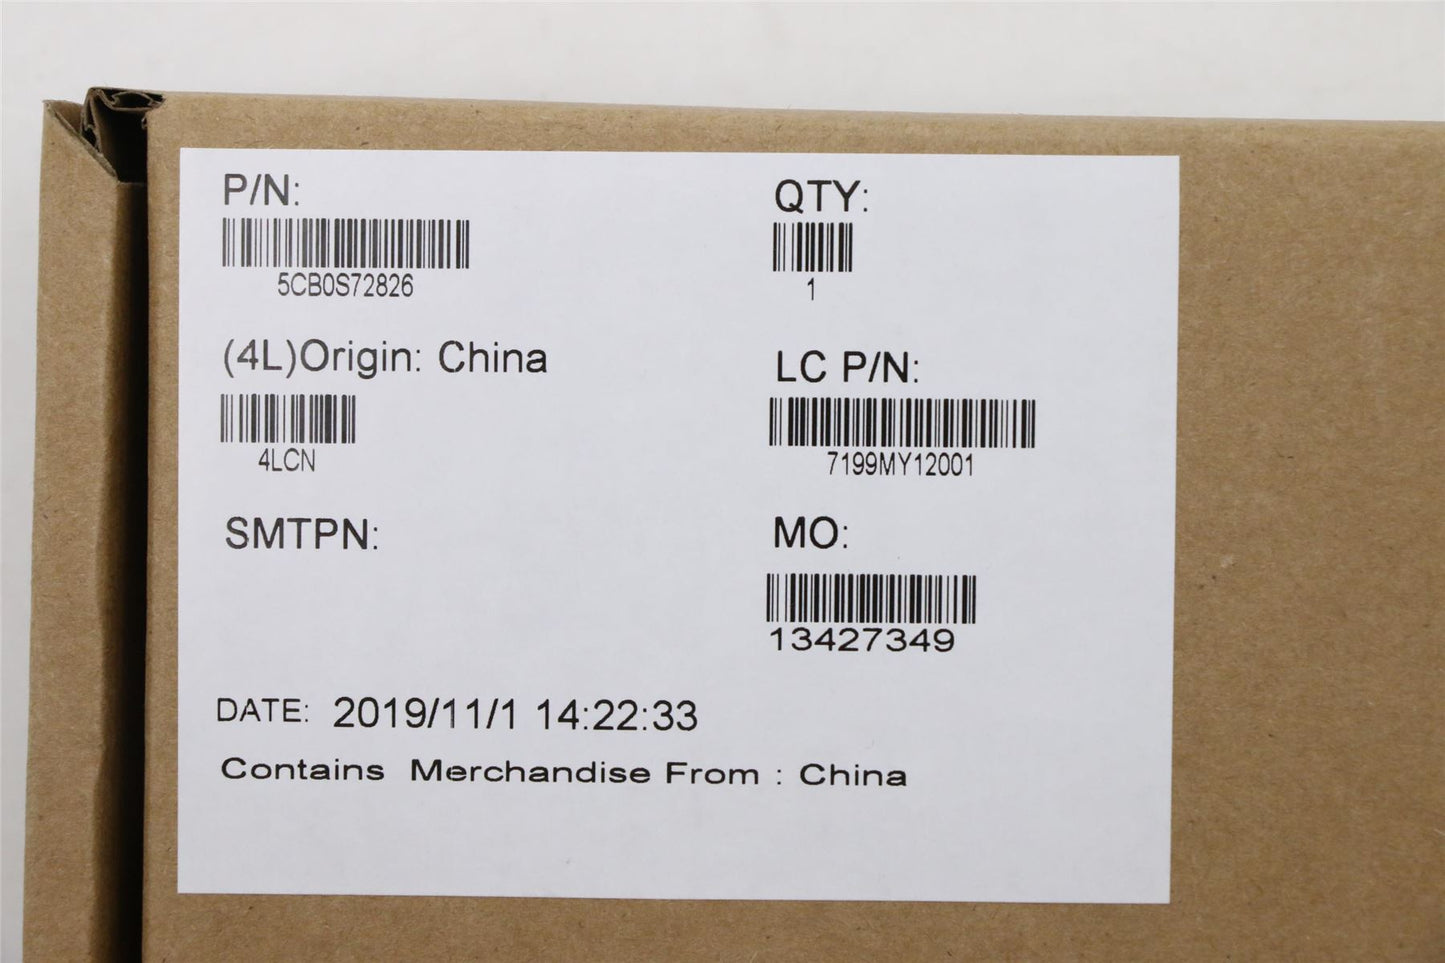 P/N:
5CB0S72826
QTY:
1
(4L)Origin: China
4LCN
LC P/N:
7199MY12001
SMTPN:
MO:
13427349
DATE: 2019/11/1 14:22:33
Contains Merchandise From : China